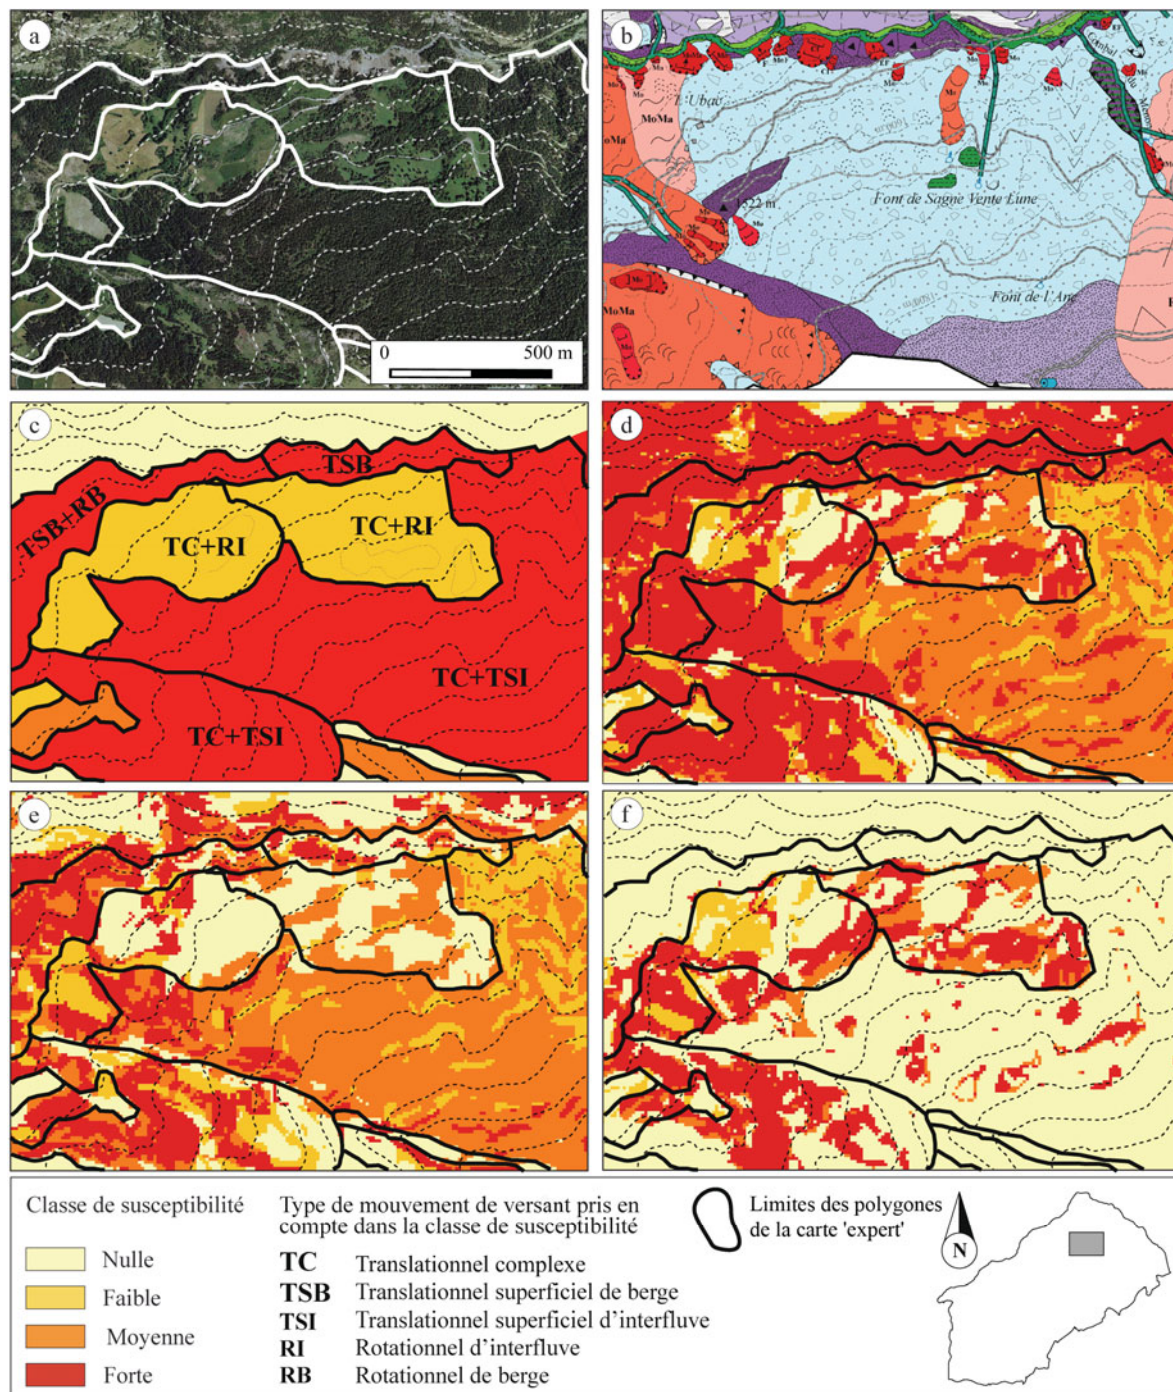 a
0 500 m
b
L'Ubac
MoMa
oMa
MoMa
Mo
1522 m
Font de Sagne Vente Lune
Font de l'Ane
c
TSB
TSB+RB
TC+RI
TC+RI
TC+TSI
TC+TSI
d
e
f
Classe de susceptibilité
Nulle
Faible
Moyenne
Forte
Type de mouvement de versant pris en
compte dans la classe de susceptibilité
TC Translationnel complexe
TSB Translationnel superficiel de berge
TSI Translationnel superficiel d'interfluve
RI Rotationnel d'interfluve
RB Rotationnel de berge
Limites des polygones
de la carte 'expert'
N